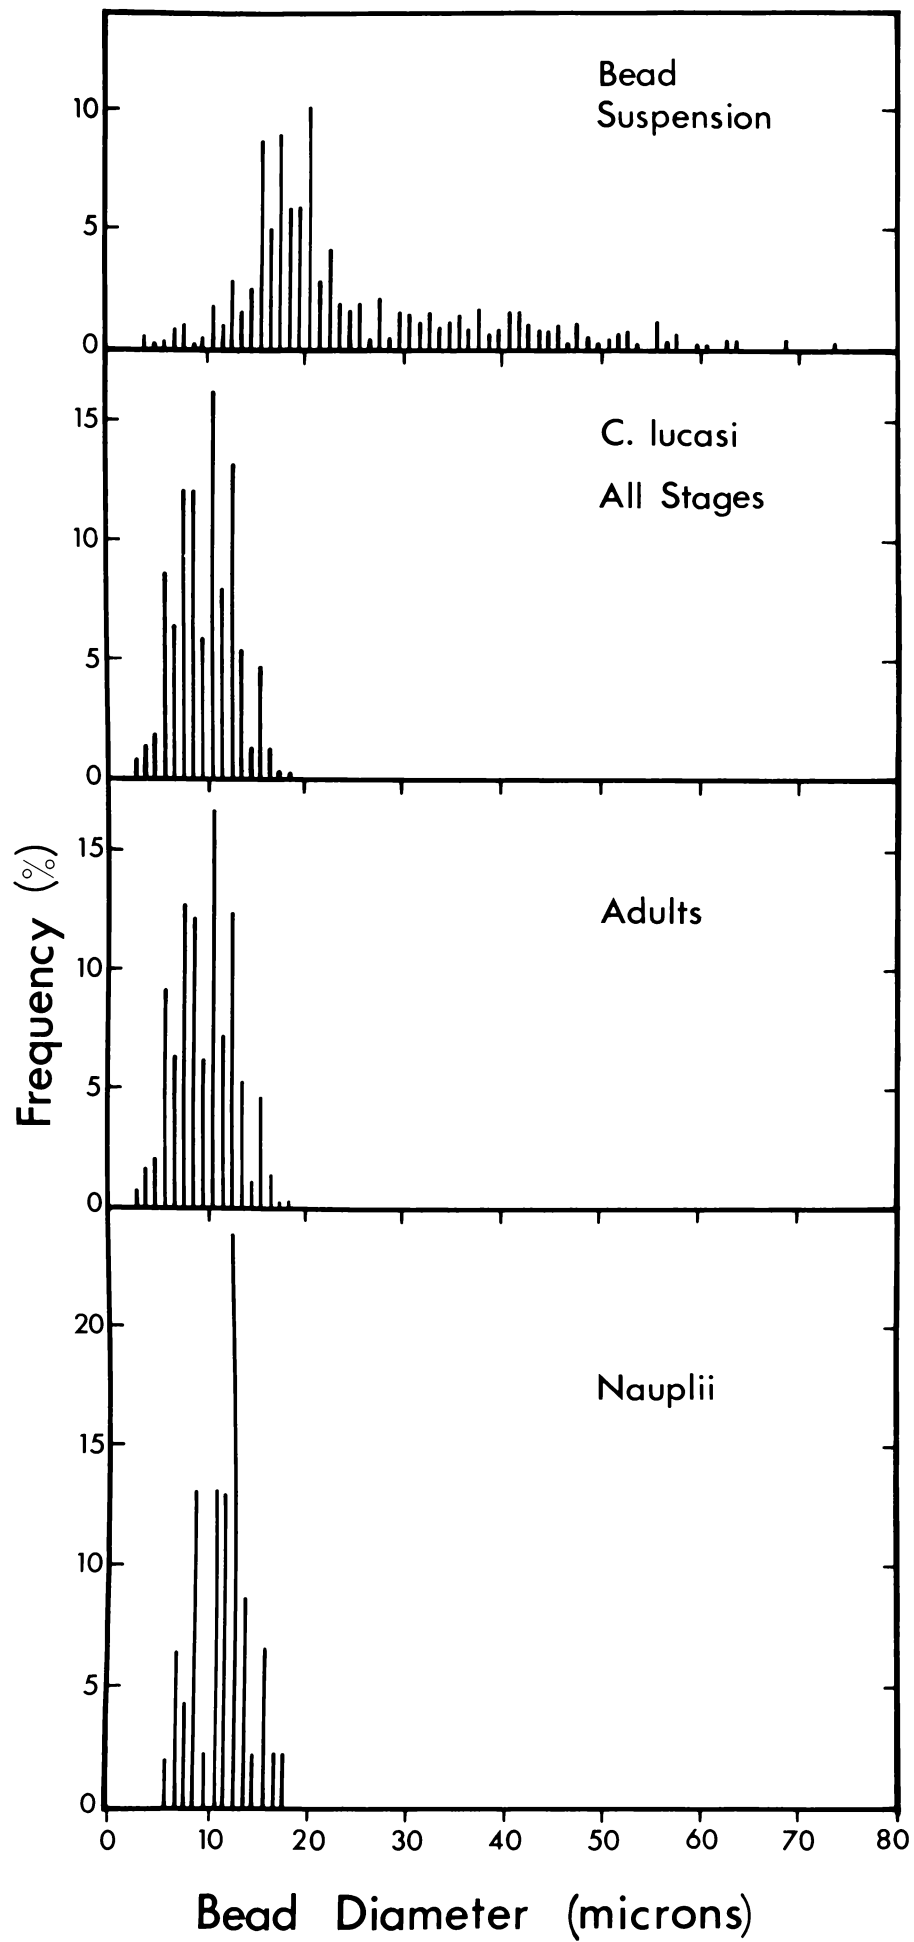 Bead
Suspension
10
5
0
C. lucasi
All Stages
15
10
5
0
Adults
15
10
5
0
Nauplii
20
15
10
5
0
Frequency (%)
0 10 20 30 40 50 60 70 80
Bead Diameter (microns)